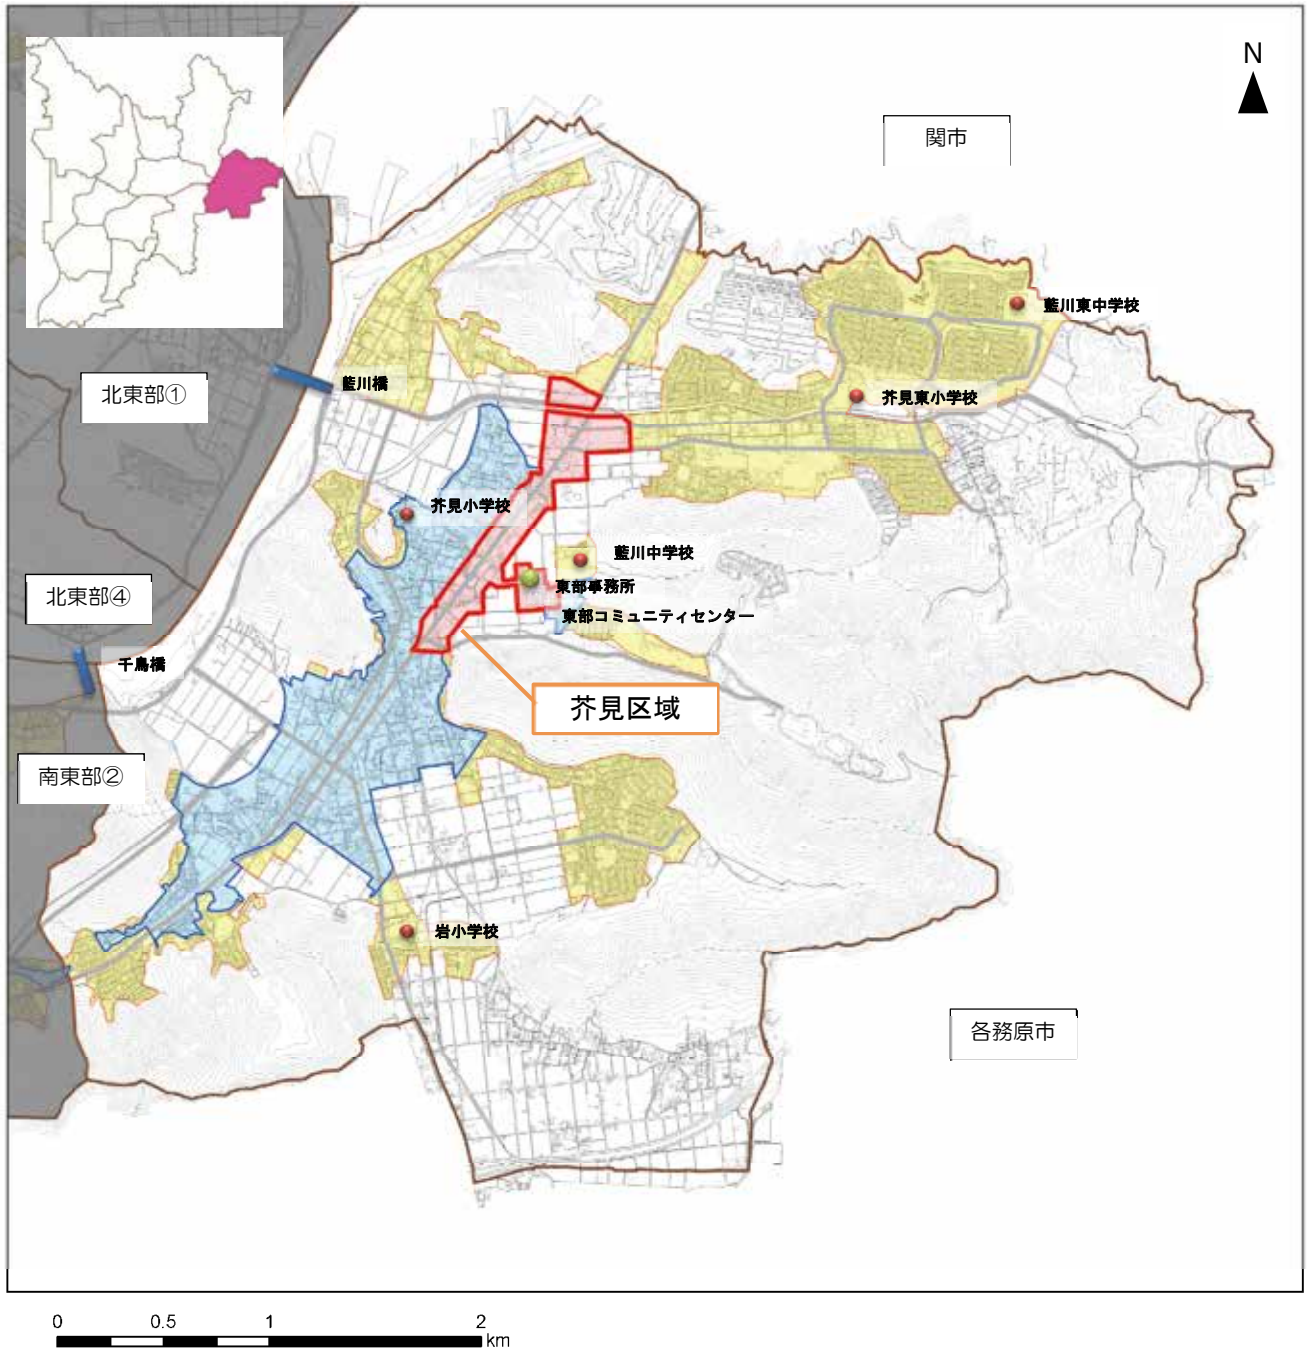 N
関市
藍川東中学校
北東部①
藍川橋
芥見東小学校
芥見小学校
藍川中学校
北東部④
東部事務所
東部コミュニティセンター
千鳥橋
芥見区域
南東部②
岩小学校
各務原市
0 0.5 1 2
km